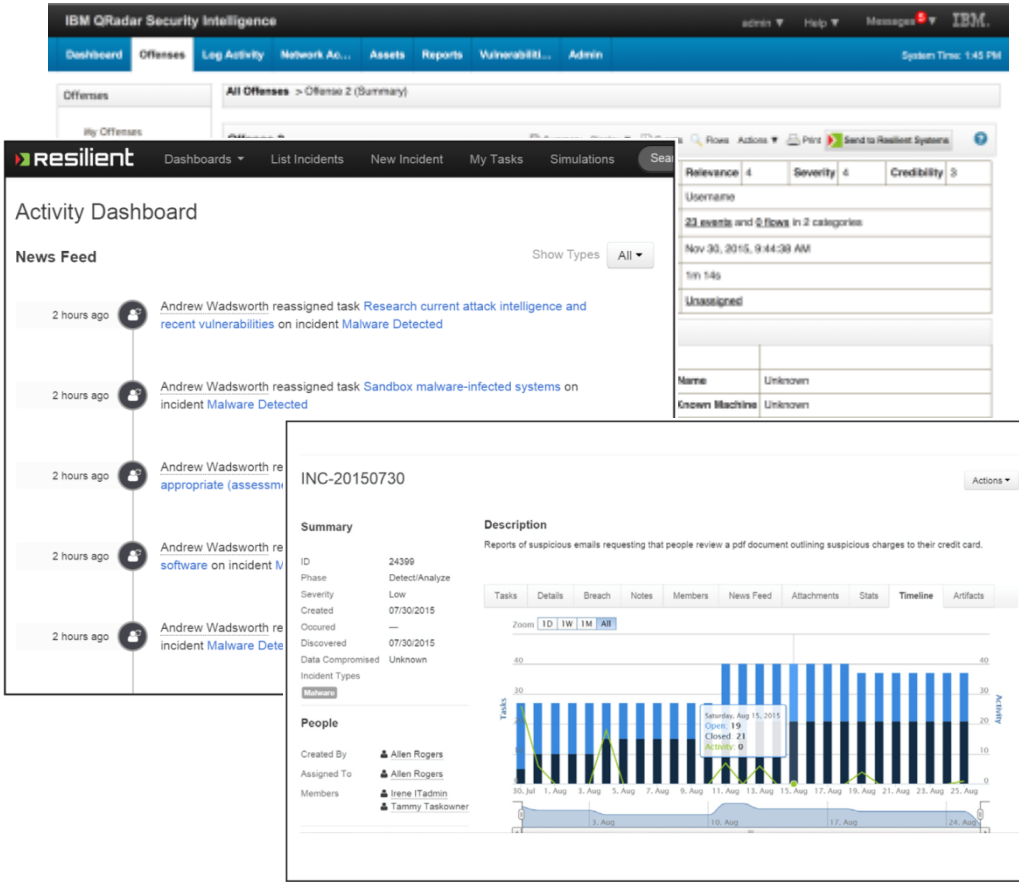 IBM QRadar Security Intelligence
admin ▼ Help ▼ Messages 5 ▼ IBM.
Dashboard Offenses Log Activity Network Ac... Assets Reports Vulnerabiliti... Admin System Time: 1:45 PM
Offenses
My Offenses
All Offenses > Offense 2 (Summary)
Flows Actions ▼ Print Send to Resilient Systems
Relevance 4 Severity 4 Credibility 3
Username
23 events and 0 flows in 2 categories
Nov 30, 2015, 9:44:38 AM
1m 14s
Unassigned
Name Unknown
Known Machine Unknown
Resilient Dashboards List Incidents New Incident My Tasks Simulations
Activity Dashboard
News Feed
Show Types All
2 hours ago
Andrew Wadsworth reassigned task Research current attack intelligence and
recent vulnerabilities on incident Malware Detected
2 hours ago
Andrew Wadsworth reassigned task Sandbox malware-infected systems on
incident Malware Detected
2 hours ago
Andrew Wadsworth re
appropriate (assessm
2 hours ago
Andrew Wadsworth re
software on incident M
2 hours ago
Andrew Wadsworth re
incident Malware Dete
INC-20150730
Actions
Summary
ID 24399
Phase Detect/Analyze
Severity Low
Created 07/30/2015
Occured —
Discovered 07/30/2015
Data Compromised Unknown
Incident Types
Malware
People
Created By Allen Rogers
Assigned To Allen Rogers
Members Irene ITadmin
Tammy Taskowner
Description
Reports of suspicious emails requesting that people review a pdf document outlining suspicious charges to their credit card.
Tasks Details Breach Notes Members News Feed Attachments Stats Timeline Artifacts
Zoom 1D 1W 1M All
40 40
30 30
20
10
0 0
Tasks
Activity
Saturday, Aug 15, 2015
Open: 19
Closed: 21
Activity: 0
30. Jul 1. Aug 3. Aug 5. Aug 7. Aug 9. Aug 11. Aug 13. Aug 15. Aug 17. Aug 19. Aug 21. Aug 23. Aug 25. Aug
3. Aug 10. Aug 17. Aug 24. Aug